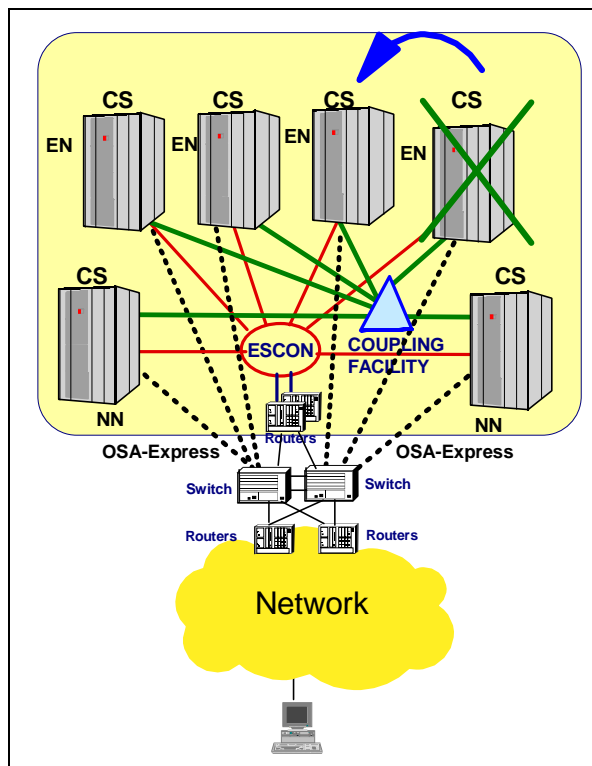 CS
CS
CS
CS
EN
EN
EN
EN
CS
CS
ESCON
COUPLING
FACILITY
NN
NN
Routers
OSA-Express
OSA-Express
Switch
Switch
Routers
Routers
Network